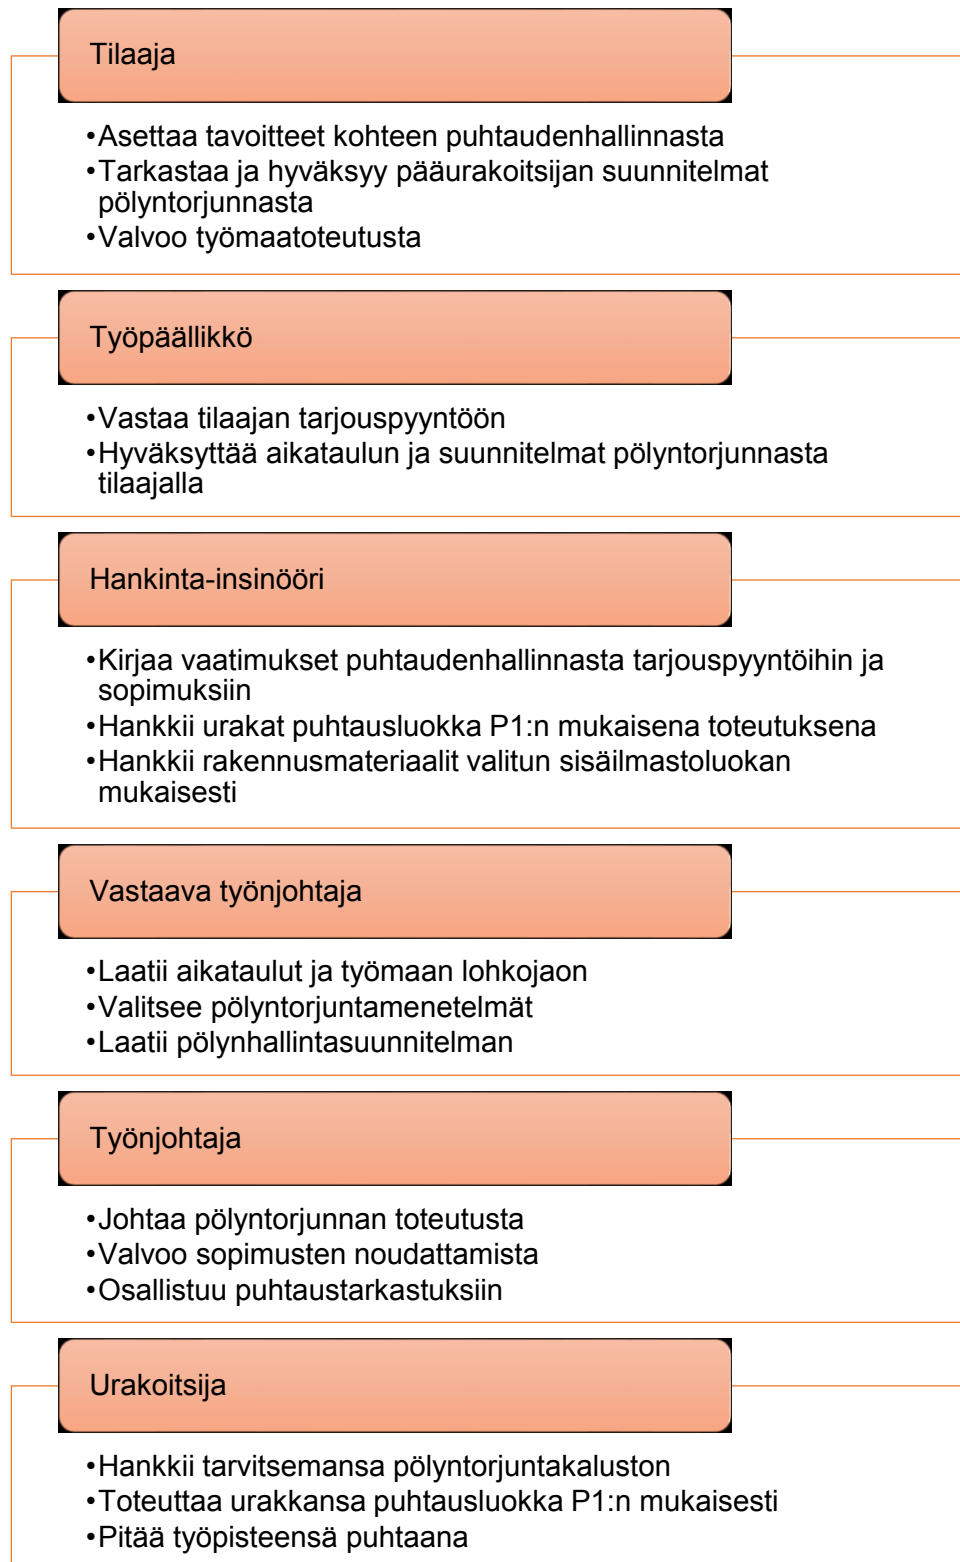 Tilaaja
•Asettaa tavoitteet kohteen puhtaudenhallinnasta
•Tarkastaa ja hyväksyy pääurakoitsijan suunnitelmat
pölyntorjunnasta
•Valvoo työmaatoteutusta
Työpäällikkö
•Vastaa tilaajan tarjouspyyntöön
•Hyväksyttää aikataulun ja suunnitelmat pölyntorjunnasta
tilaajalla
Hankinta-insinööri
•Kirjaa vaatimukset puhtaudenhallinnasta tarjouspyyntöihin ja
sopimuksiin
•Hankkii urakat puhtausluokka P1:n mukaisena toteutuksena
•Hankkii rakennusmateriaalit valitun sisäilmastoluokan
mukaisesti
Vastaava työnjohtaja
•Laatii aikataulut ja työmaan lohkojaon
•Valitsee pölyntorjuntamenetelmät
•Laatii pölynhallintasuunnitelman
Työnjohtaja
•Johtaa pölyntorjunnan toteutusta
•Valvoo sopimusten noudattamista
•Osallistuu puhtaustarkastuksiin
Urakoitsija
•Hankkii tarvitsemansa pölyntorjuntakaluston
•Toteuttaa urakkansa puhtausluokka P1:n mukaisesti
•Pitää työpisteensä puhtaana